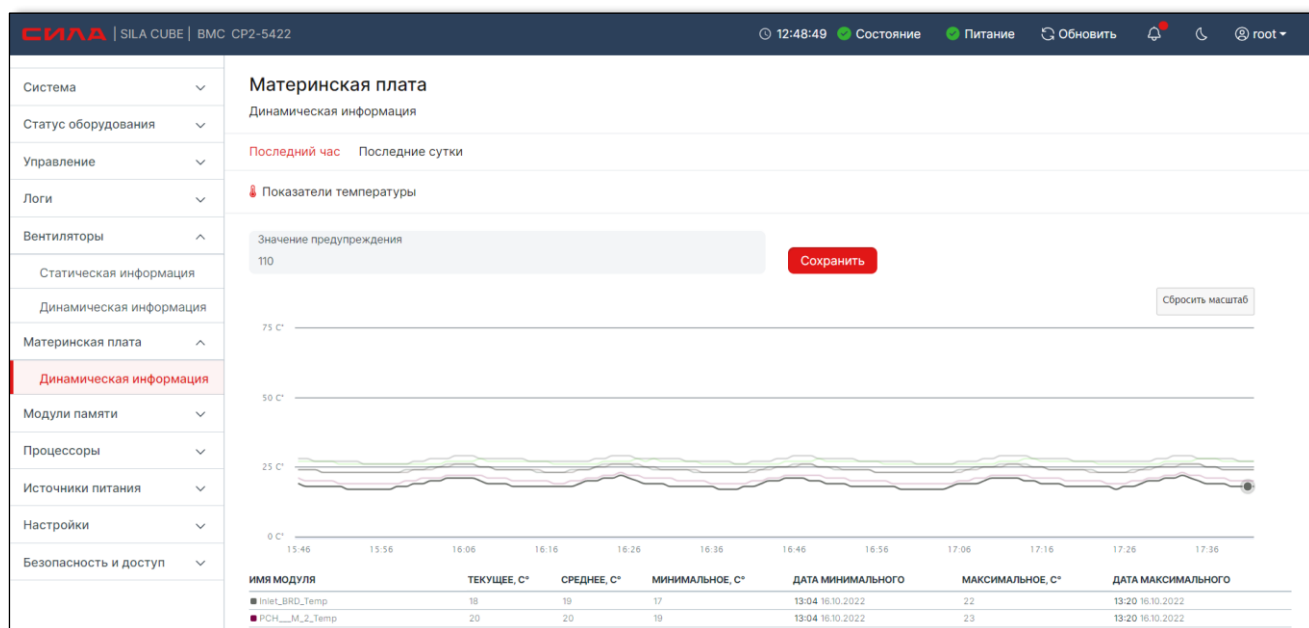 СИЛА | SILA CUBE | BMC CP2-5422 12:48:49 Состояние Питание Обновить root
Система
Статус оборудования
Управление
Логи
Вентиляторы
Статическая информация
Динамическая информация
Материнская плата
Динамическая информация
Модули памяти
Процессоры
Источники питания
Настройки
Безопасность и доступ
Материнская плата
Динамическая информация
Последний час Последние сутки
Показатели температуры
Значение предупреждения
110
Сохранить
Сбросить масштаб
75 C°
50 C°
25 C°
0 C°
15:46 15:56 16:06 16:16 16:26 16:36 16:46 16:56 17:06 17:16 17:26 17:36
ИМЯ МОДУЛЯ ТЕКУЩЕЕ, C° СРЕДНЕЕ, C° МИНИМАЛЬНОЕ, C° ДАТА МИНИМАЛЬНОГО МАКСИМАЛЬНОЕ, C° ДАТА МАКСИМАЛЬНОГО
Inlet_BRD_Temp 18 19 17 13:04 16.10.2022 22 13:20 16.10.2022
PCH__M_2_Temp 20 20 19 13:04 16.10.2022 23 13:20 16.10.2022